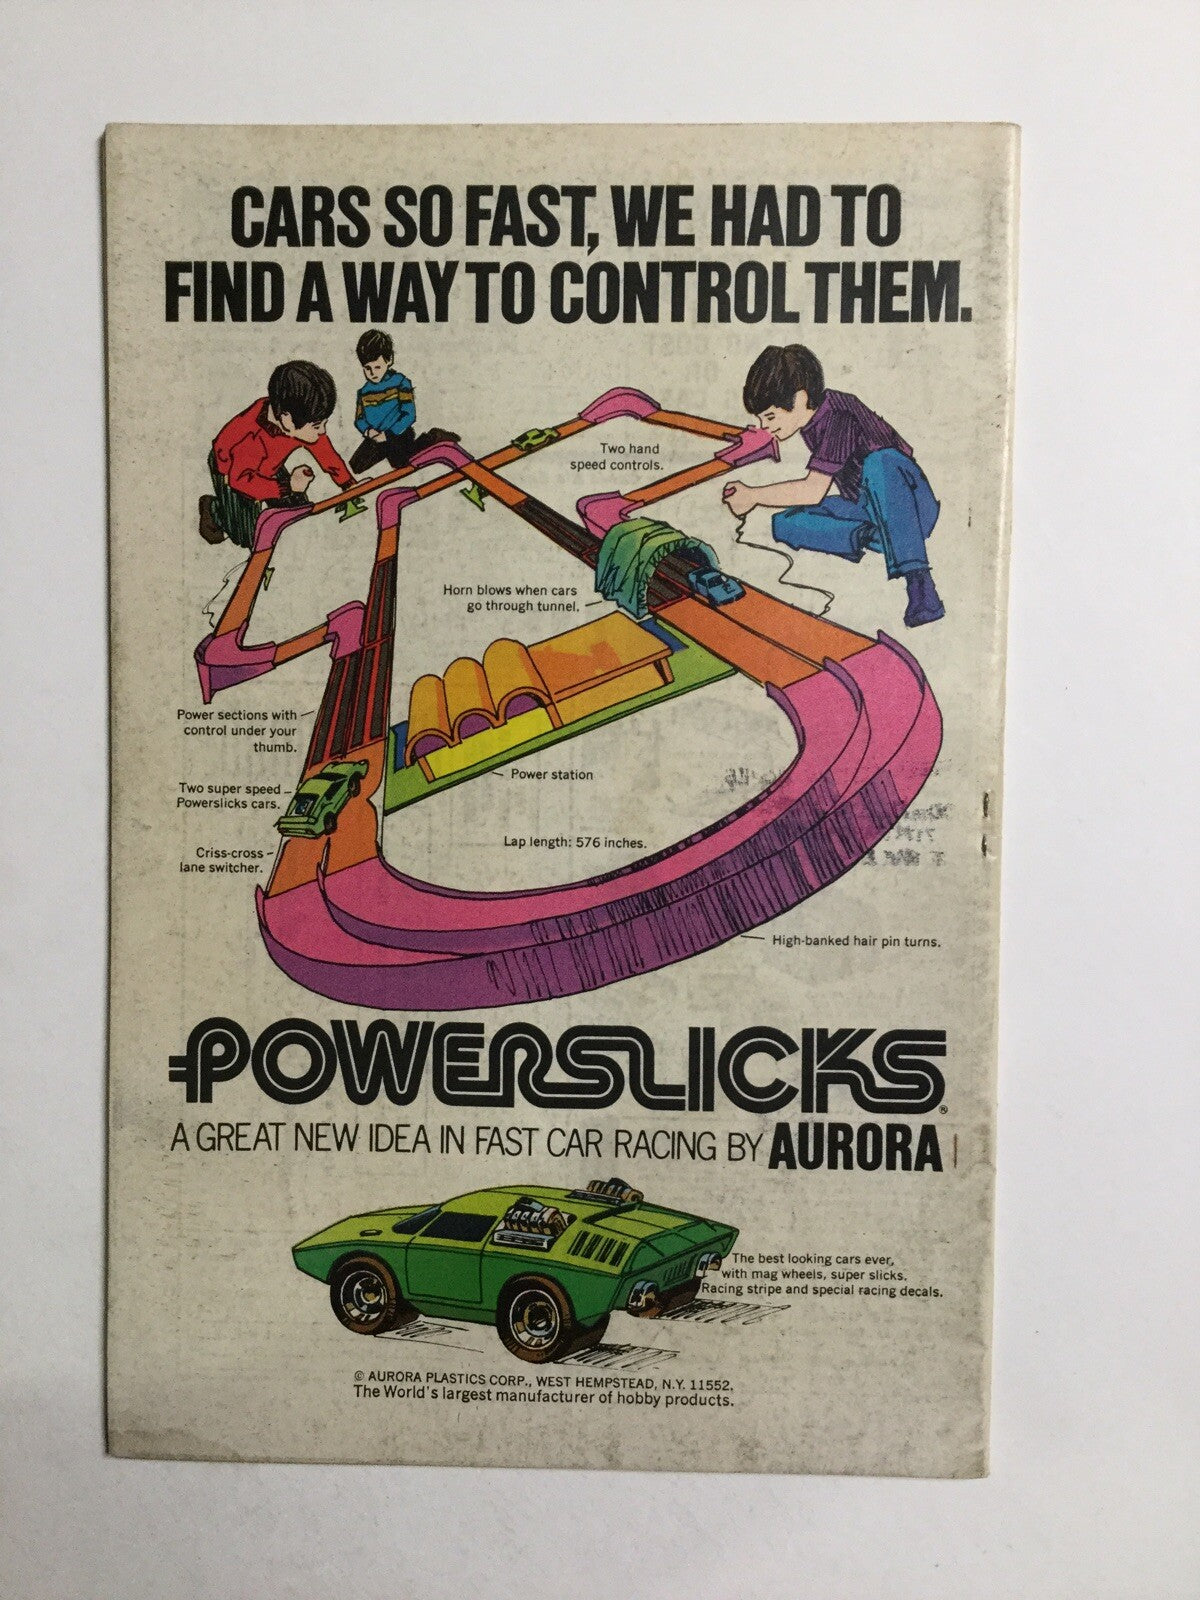 CARS SO FAST, WE HAD TO
FIND A WAY TO CONTROL THEM.
Two hand
speed controls.
Horn blows when cars
go through tunnel.
Power sections with
control under your
thumb.
Power station
Two super speed
Powerslicks cars.
Lap length: 576 inches.
Criss-cross
lane switcher.
High-banked hair pin turns.
POWERSLICKS®
A GREAT NEW IDEA IN FAST CAR RACING BY AURORA
The best looking cars ever,
with mag wheels, super slicks.
Racing stripe and special racing decals.
© AURORA PLASTICS CORP., WEST HEMPSTEAD, N.Y. 11552.
The World's largest manufacturer of hobby products.